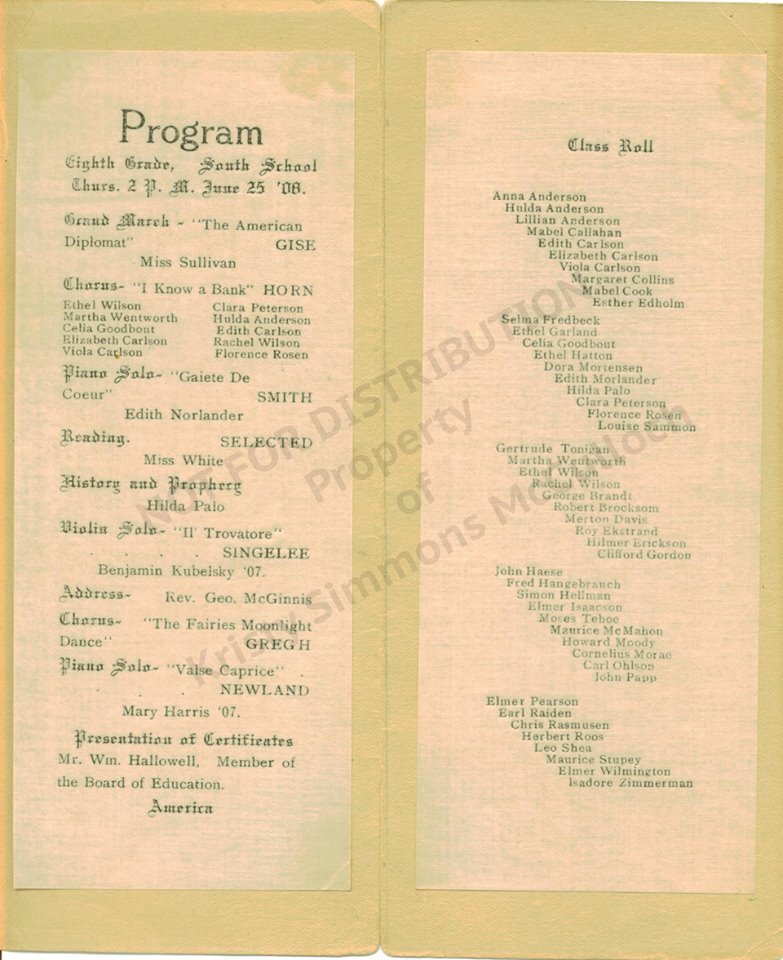 Program
Eighth Grade, South School
Thurs. 2 P. M. June 25 '08.
Grand March - "The American
Diplomat" GISE
Miss Sullivan
Chorus- "I Know a Bank" HORN
Ethel Wilson Clara Peterson
Martha Wentworth Hulda Anderson
Celia Goodbout Edith Carlson
Elizabeth Carlson Rachel Wilson
Viola Carlson Florence Rosen
Piano Solo- "Gaiete De
Coeur" SMITH
Edith Norlander
Reading. SELECTED
Miss White
History and Prophecy
Hilda Palo
Violin Solo- "Il' Trovatore"
. . . . SINGELEE
Benjamin Kubelsky '07.
Address- Rev. Geo. McGinnis
Chorus- "The Fairies Moonlight
Dance" GREGH
Piano Solo- "Valse Caprice" .
. . . NEWLAND
Mary Harris '07.
Presentation of Certificates
Mr. Wm. Hallowell, Member of
the Board of Education.
America
Class Roll
Anna Anderson
Hulda Anderson
Lillian Anderson
Mabel Callahan
Edith Carlson
Elizabeth Carlson
Viola Carlson
Margaret Collins
Mabel Cook
Esther Edholm
Selma Fredbeck
Ethel Garland
Celia Goodbout
Ethel Hatton
Dora Mortensen
Edith Morlander
Hilda Palo
Clara Peterson
Florence Rosen
Louise Sammon
Gertrude Tonigan
Martha Wentworth
Ethel Wilson
Rachel Wilson
George Brandt
Robert Brocksom
Merton Davis
Roy Ekstrand
Hilmer Erickson
Clifford Gordon
John Haese
Fred Hangebrauch
Simon Hellman
Elmer Isaacson
Moses Tehoe
Maurice McMahon
Howard Moody
Cornelius Morac
Carl Ohlson
John Papp
Elmer Pearson
Earl Raiden
Chris Rasmusen
Herbert Roos
Leo Shea
Maurice Stupey
Elmer Wilmington
Isadore Zimmerman
NOT FOR DISTRIBUTION
Property
of
Kristy Simmons